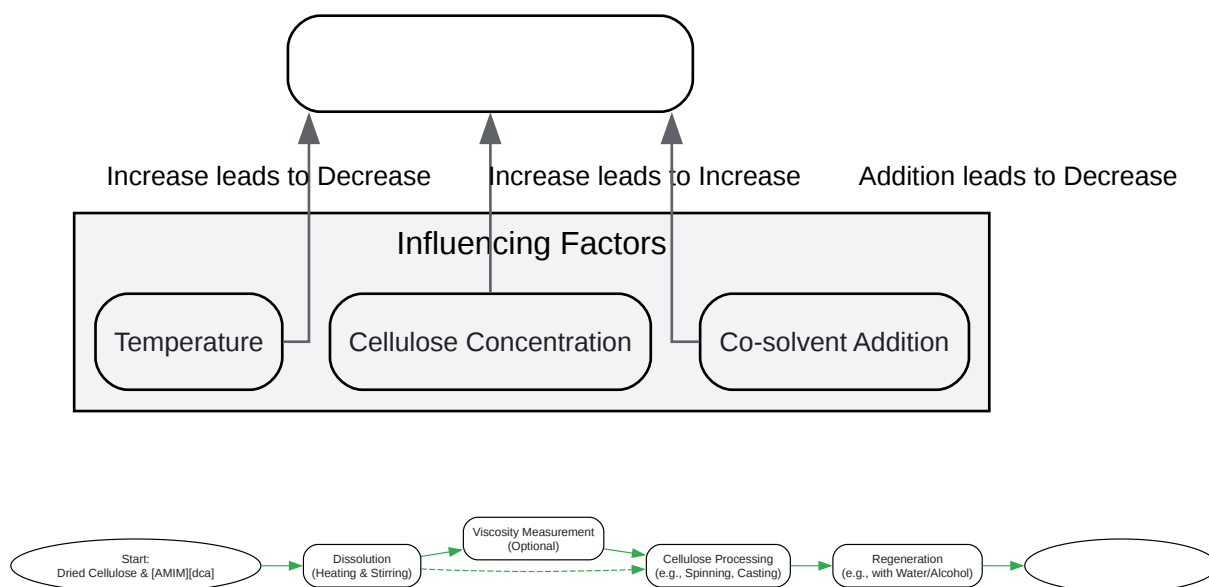 Increase leads to Decrease
Increase leads to Increase
Addition leads to Decrease
Influencing Factors
Temperature
Cellulose Concentration
Co-solvent Addition
Start:
Dried Cellulose & [AMIM][dca]
Dissolution
(Heating & Stirring)
Viscosity Measurement
(Optional)
Cellulose Processing
(e.g., Spinning, Casting)
Regeneration
(e.g., with Water/Alcohol)